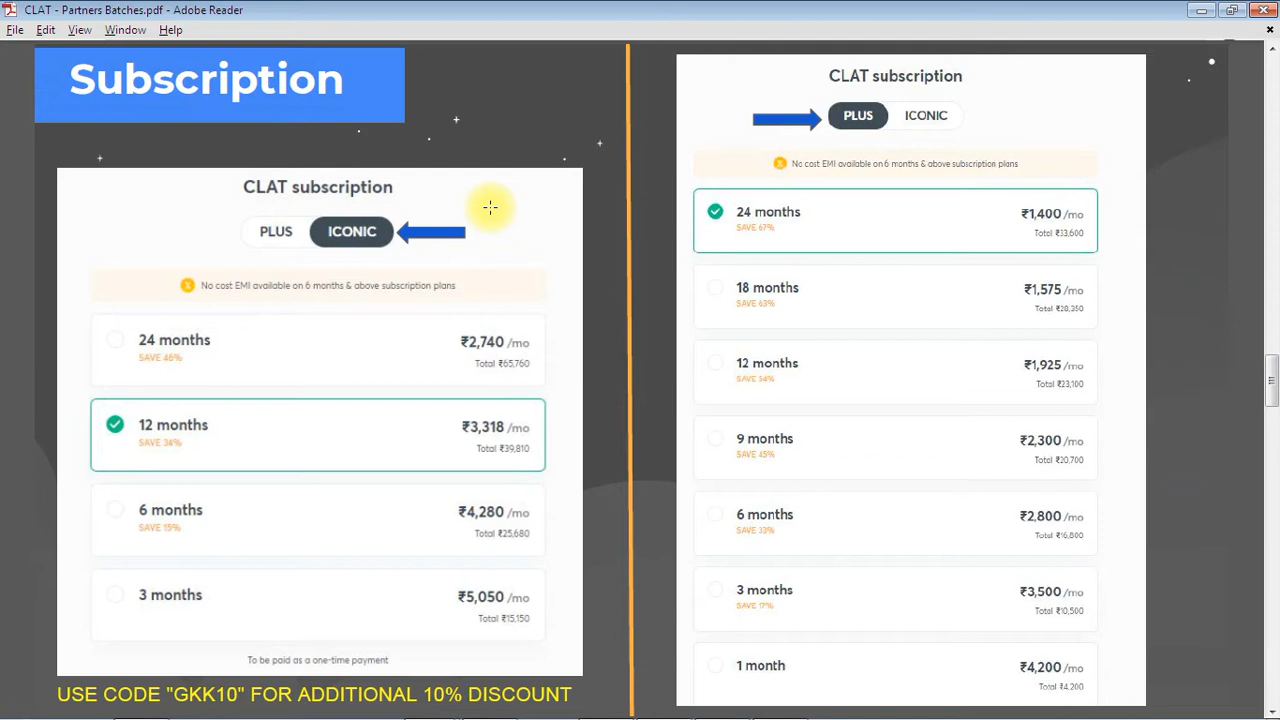 CLAT - Partners Batches.pdf - Adobe Reader
File Edit View Window Help
Subscription
CLAT subscription
PLUS ICONIC
No cost EMI available on 6 months & above subscription plans
24 months ₹2,740 /mo
SAVE 46% Total ₹65,760
12 months ₹3,318 /mo
SAVE 34% Total ₹39,810
6 months ₹4,280 /mo
SAVE 15% Total ₹25,680
3 months ₹5,050 /mo
Total ₹15,150
To be paid as a one-time payment
USE CODE "GKK10" FOR ADDITIONAL 10% DISCOUNT
CLAT subscription
PLUS ICONIC
No cost EMI available on 6 months & above subscription plans
24 months ₹1,400 /mo
SAVE 67% Total ₹33,600
18 months ₹1,575 /mo
SAVE 63% Total ₹28,350
12 months ₹1,925 /mo
SAVE 54% Total ₹23,100
9 months ₹2,300 /mo
SAVE 45% Total ₹20,700
6 months ₹2,800 /mo
SAVE 33% Total ₹16,800
3 months ₹3,500 /mo
SAVE 17% Total ₹10,500
1 month ₹4,200 /mo
Total ₹4,200